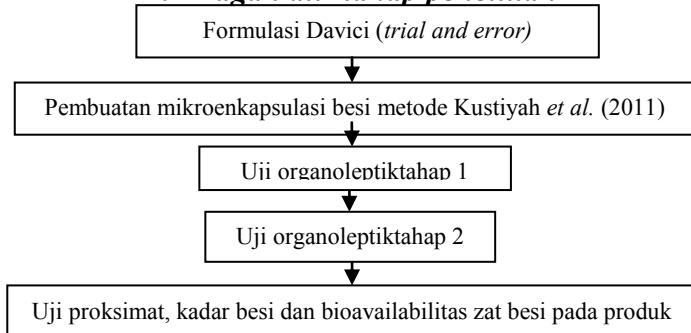 Formulasi Davici (trial and error)
Pembuatan mikroenkapsulasi besi metode Kustiyah et al. (2011)
Uji organoleptiktahap 1
Uji organoleptiktahap 2
Uji proksimat, kadar besi dan bioavailabilitas zat besi pada produk